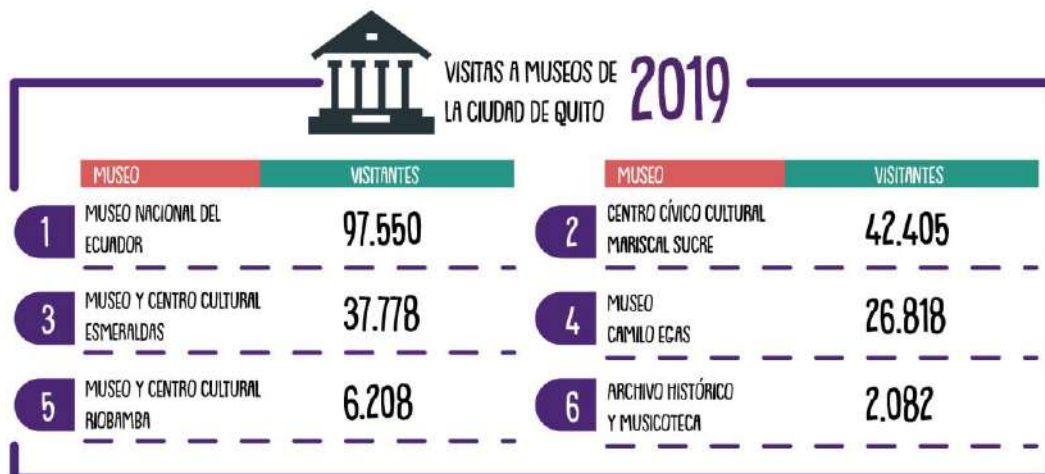 VISITAS A MUSEOS DE
LA CIUDAD DE QUITO
2019
MUSEO VISITANTES
1 MUSEO NACIONAL DEL
ECUADOR
97.550
MUSEO VISITANTES
2 CENTRO CÍVICO CULTURAL
MARISCAL SUCRE
42.405
3 MUSEO Y CENTRO CULTURAL
ESMERALDAS
37.778
4 MUSEO
CAMILO EGAS
26.818
5 MUSEO Y CENTRO CULTURAL
RIOBAMBA
6.208
6 ARCHIVO HISTÓRICO
Y MUSICOTECA
2.082